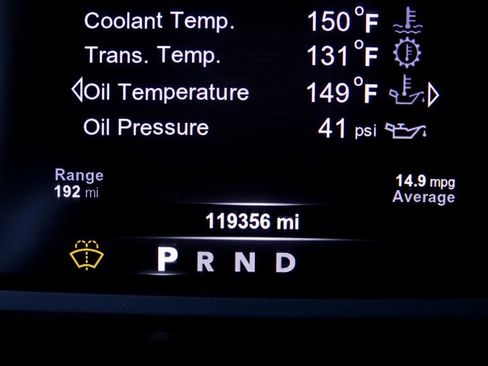 Coolant Temp. 150°F
Trans. Temp. 131°F
Oil Temperature 149°F
Oil Pressure 41 psi
Range
192 mi
14.9 mpg
Average
119356 mi
P R N D